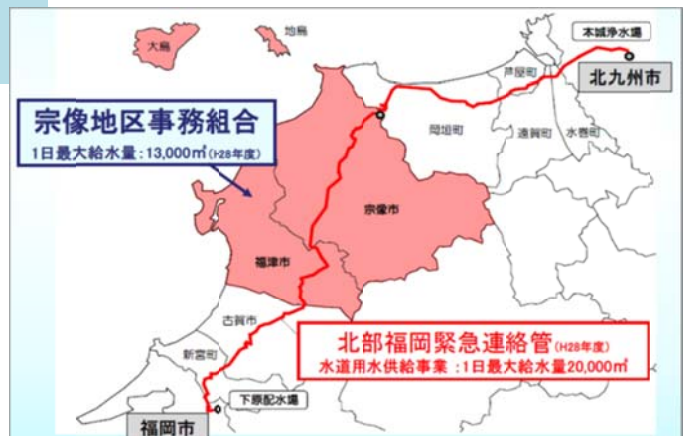 大島
地島
本城浄水場
芦屋町
北九州市
宗像地区事務組合
1日最大給水量：13,000㎥(H28年度)
岡垣町
遠賀町
水巻町
宗像市
福津市
古賀市
北部福岡緊急連絡管(H28年度)
水道用水供給事業：1日最大給水量20,000㎥
新宮町
下原配水場
福岡市